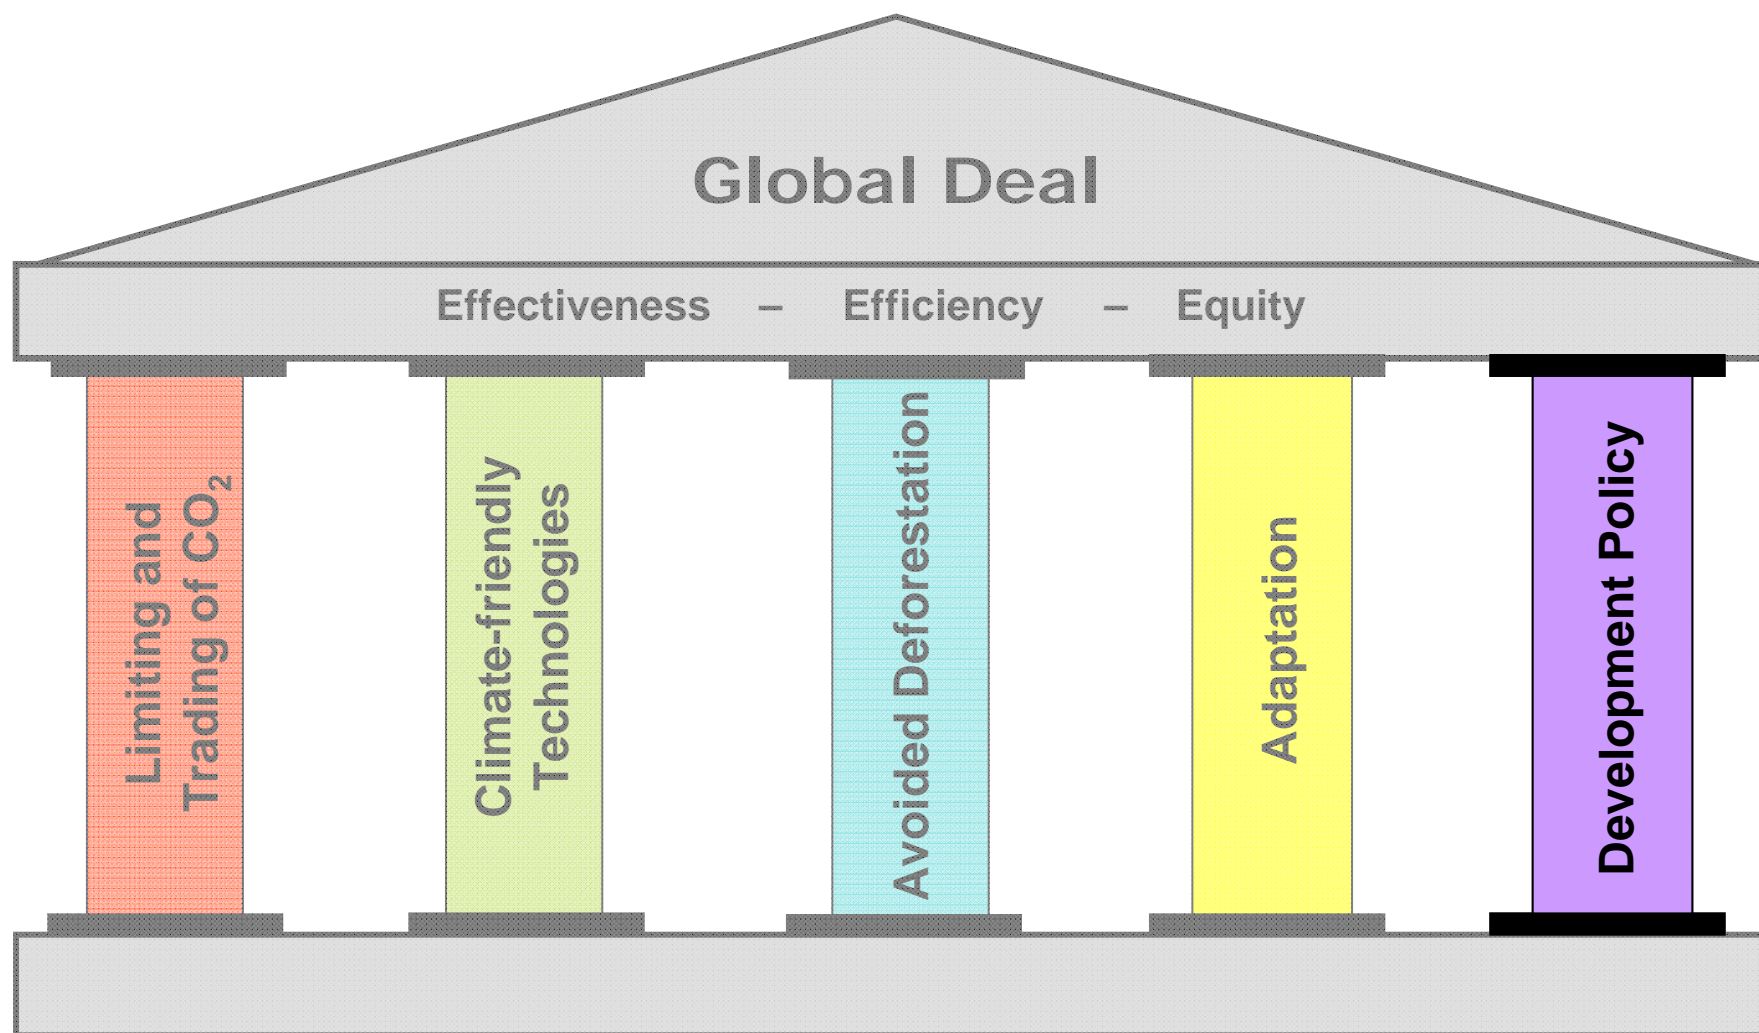 Global Deal
Effectiveness – Efficiency – Equity
Limiting and
Trading of CO₂
Climate-friendly
Technologies
Avoided Deforestation
Adaptation
Development Policy